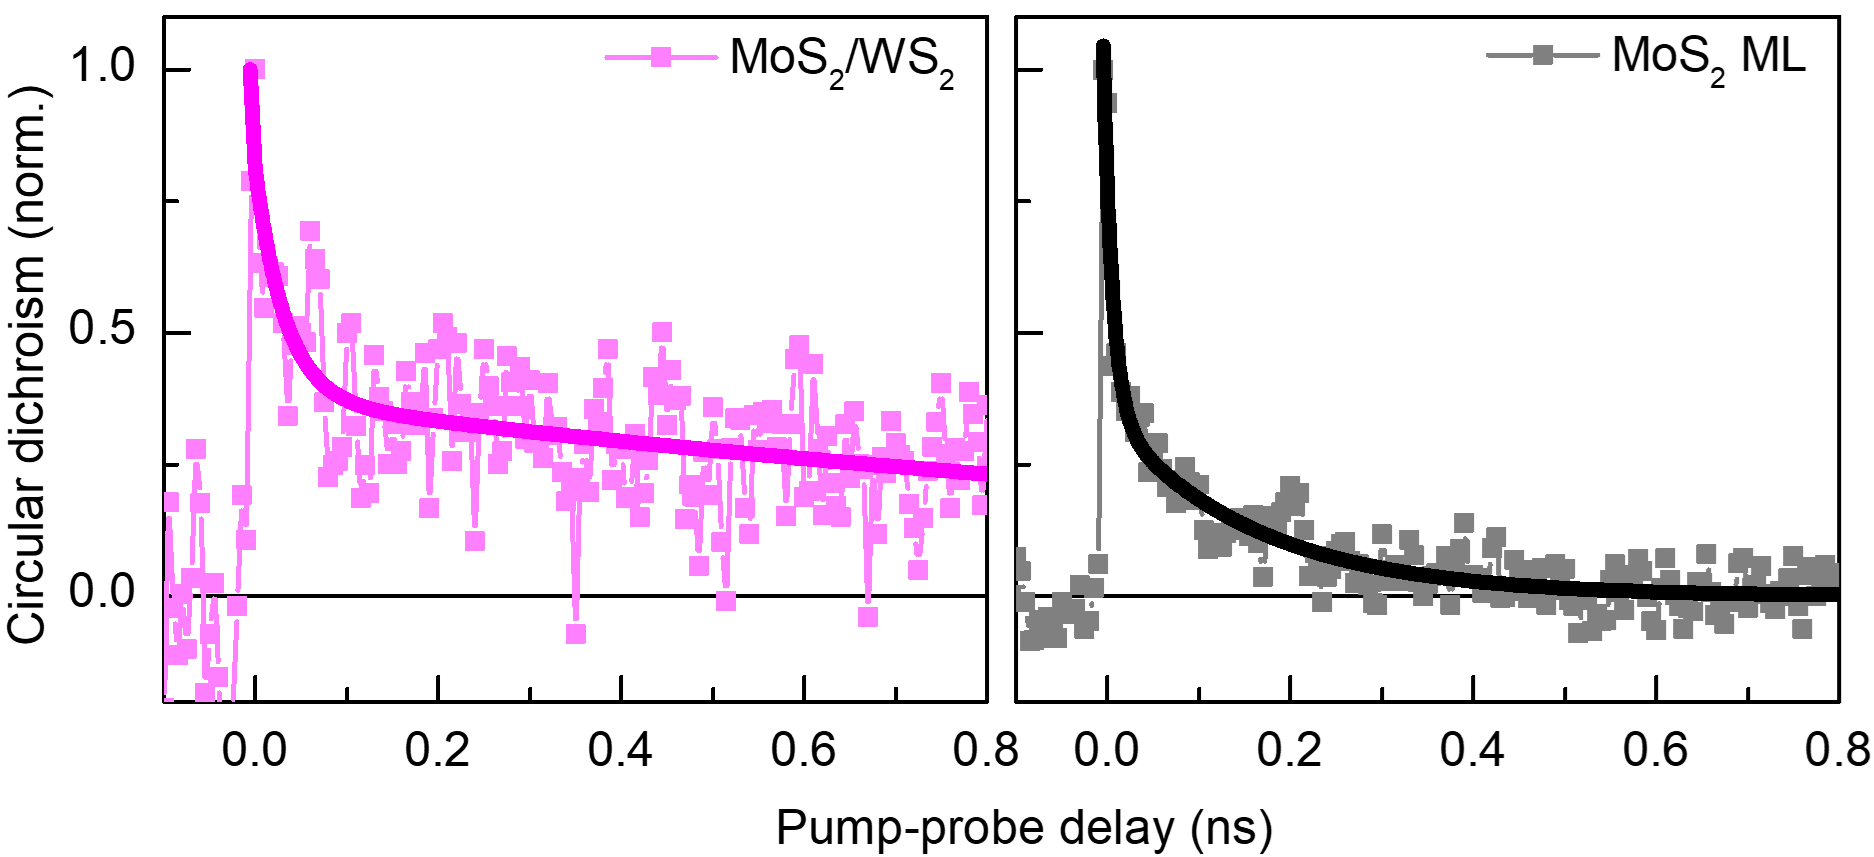 Circular dichroism (norm.)
1.0
0.5
0.0
MoS₂/WS₂
MoS₂ ML
0.0 0.2 0.4 0.6 0.8
0.0 0.2 0.4 0.6 0.8
Pump-probe delay (ns)